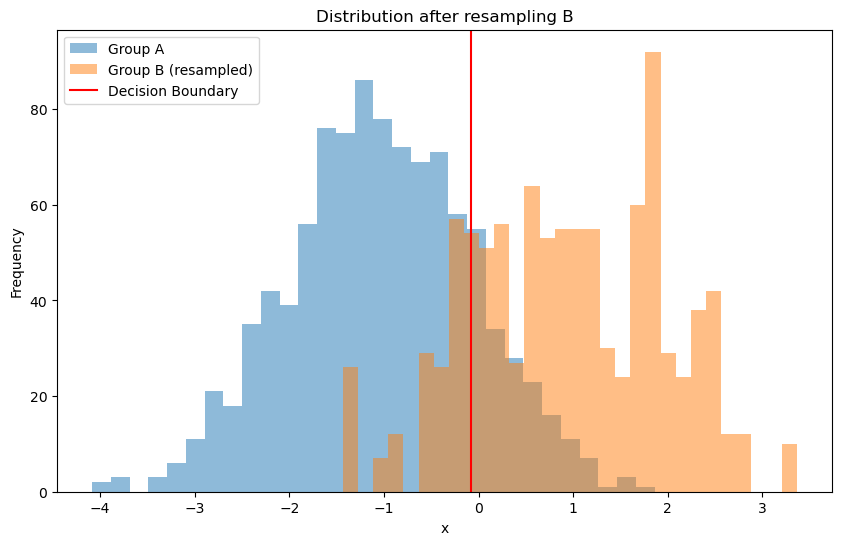 Distribution after resampling B
Group A
Group B (resampled)
Decision Boundary
80
60
40
20
0
Frequency
−4 −3 −2 −1 0 1 2 3
x